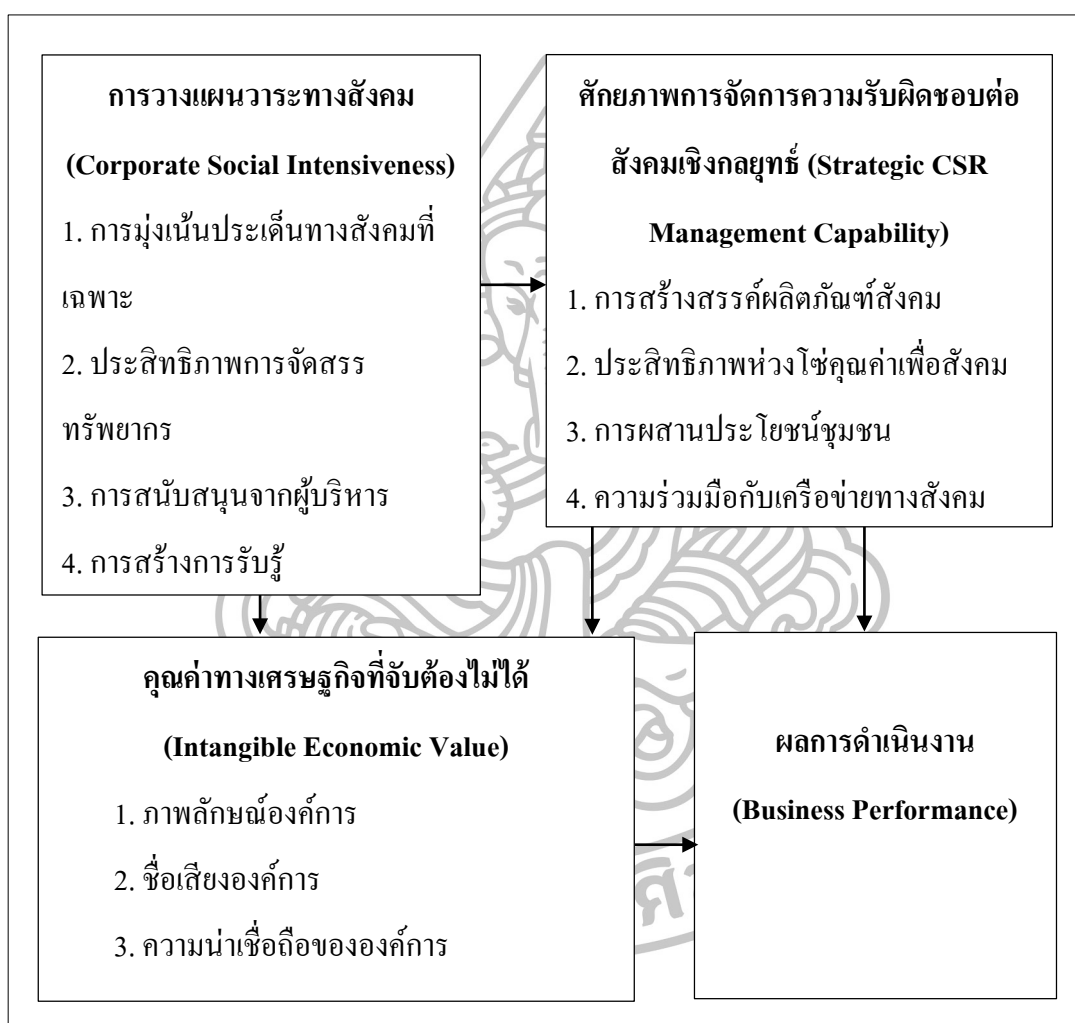 การวางแผนวาระทางสังคม
(Corporate Social Intensiveness)
1. การมุ่งเน้นประเด็นทางสังคมที่
เฉพาะ
2. ประสิทธิภาพการจัดสรร
ทรัพยากร
3. การสนับสนุนจากผู้บริหาร
4. การสร้างการรับรู้
ศักยภาพการจัดการความรับผิดชอบต่อ
สังคมเชิงกลยุทธ์ (Strategic CSR
Management Capability)
1. การสร้างสรรค์ผลิตภัณฑ์สังคม
2. ประสิทธิภาพห่วงโซ่คุณค่าเพื่อสังคม
3. การผสานประโยชน์ชุมชน
4. ความร่วมมือกับเครือข่ายทางสังคม
คุณค่าทางเศรษฐกิจที่จับต้องไม่ได้
(Intangible Economic Value)
1. ภาพลักษณ์องค์การ
2. ชื่อเสียงองค์การ
3. ความน่าเชื่อถือขององค์การ
ผลการดำเนินงาน
(Business Performance)